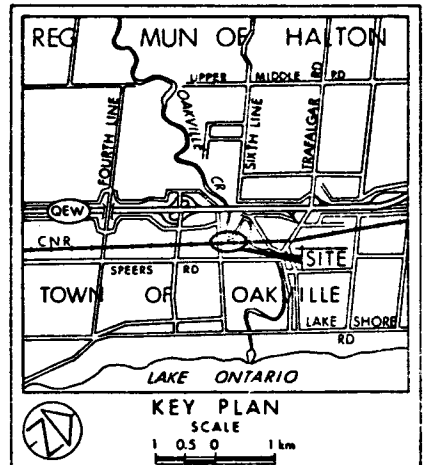 REG MUN OF HALTON
UPPER MIDDLE RD
RD
OAKVILLE
CR
FOURTH LINE
SIXTH LINE
TRAFALGAR
QEW
CNR
SITE
SPEERS RD
TOWN OF OAKVILLE
LAKE SHORE
RD
LAKE ONTARIO
KEY PLAN
SCALE
1 0.5 0 1 km
N